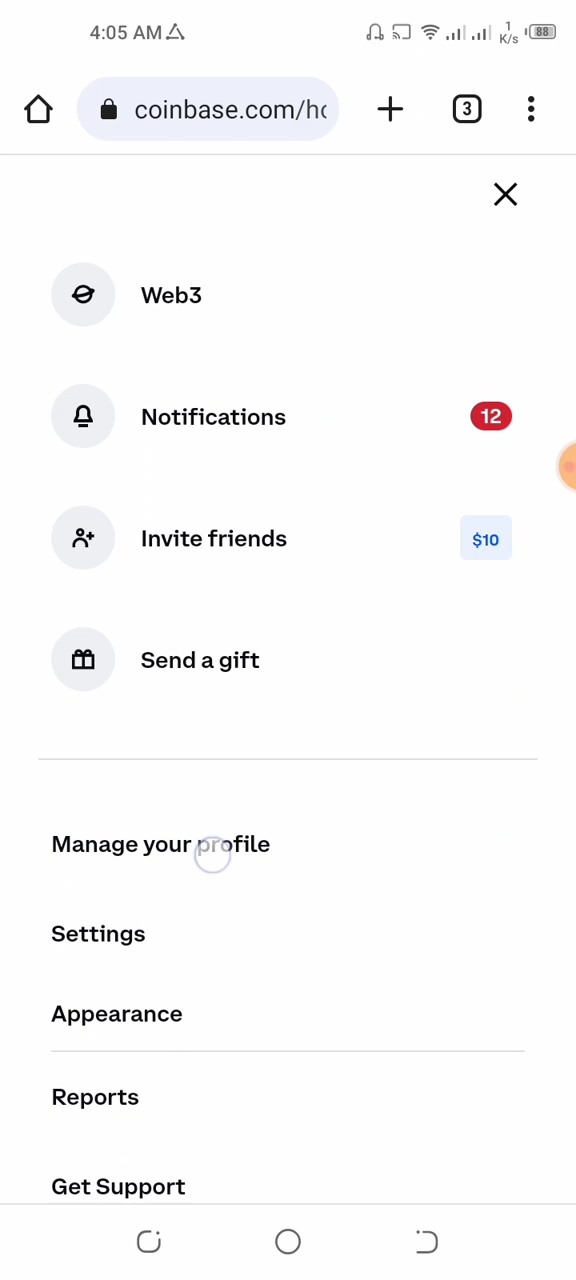 4:05 AM
1
K/s
88
coinbase.com/ho
3
Web3
Notifications
12
Invite friends
$10
Send a gift
Manage your profile
Settings
Appearance
Reports
Get Support